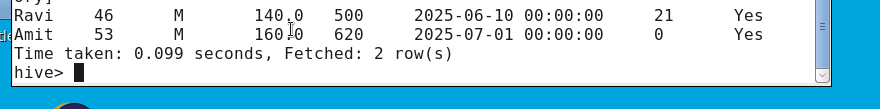 Ravi 46 M 140.0 500 2025-06-10 00:00:00 21 Yes
Amit 53 M 160.0 620 2025-07-01 00:00:00 0 Yes
Time taken: 0.099 seconds, Fetched: 2 row(s)
hive>